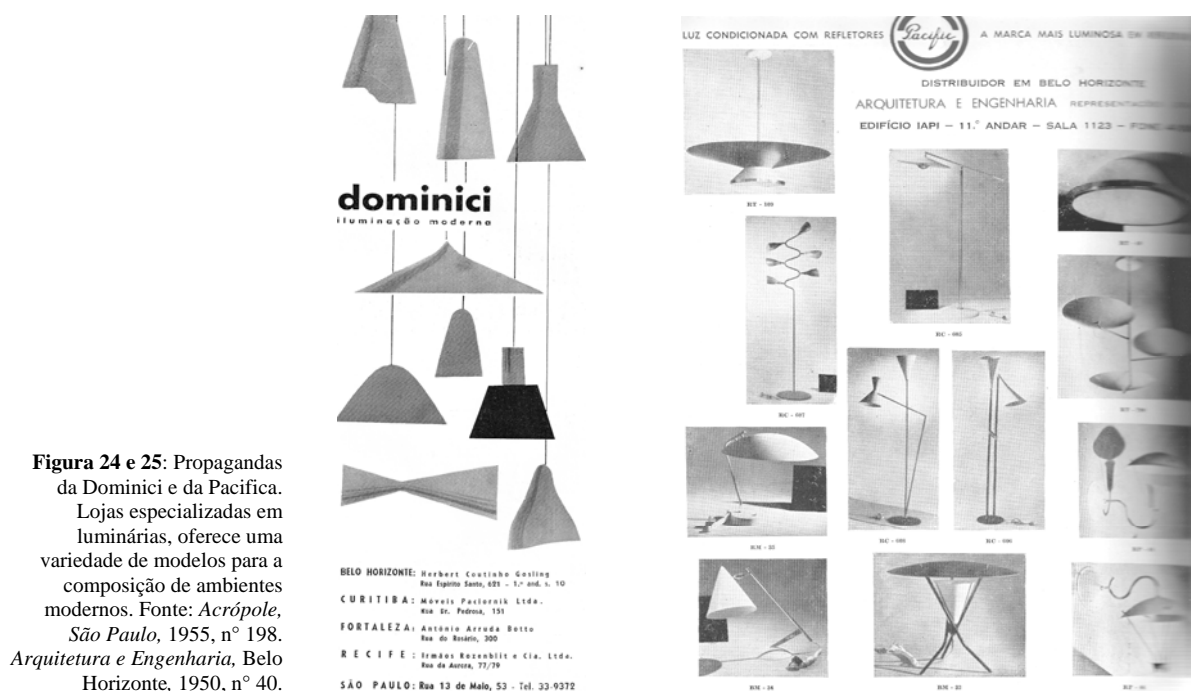 Figura 24 e 25: Propagandas
da Dominici e da Pacifica.
Lojas especializadas em
luminárias, oferece uma
variedade de modelos para a
composição de ambientes
modernos. Fonte: Acrópole,
São Paulo, 1955, n° 198.
Arquitetura e Engenharia, Belo
Horizonte, 1950, n° 40.
dominici
iluminação moderna
BELO HORIZONTE: Herbert Coutinho Gosling
Rua Espírito Santo, 621 - 1.º and. s. 10
CURITIBA: Móveis Paciornik Ltda.
Rua Dr. Pedrosa, 151
FORTALEZA: Antônio Arruda Botto
Rua do Rosário, 300
RECIFE: Irmãos Rozenblit e Cia. Ltda.
Rua da Aurora, 77/79
SÃO PAULO: Rua 13 de Maio, 53 - Tel. 33-9372
LUZ CONDICIONADA COM REFLETORES Pacific A MARCA MAIS LUMINOSA EM
DISTRIBUIDOR EM BELO HORIZONTE
ARQUITETURA E ENGENHARIA REPRESENTAÇÕES
EDIFÍCIO IAPI – 11.º ANDAR – SALA 1123 – FONE